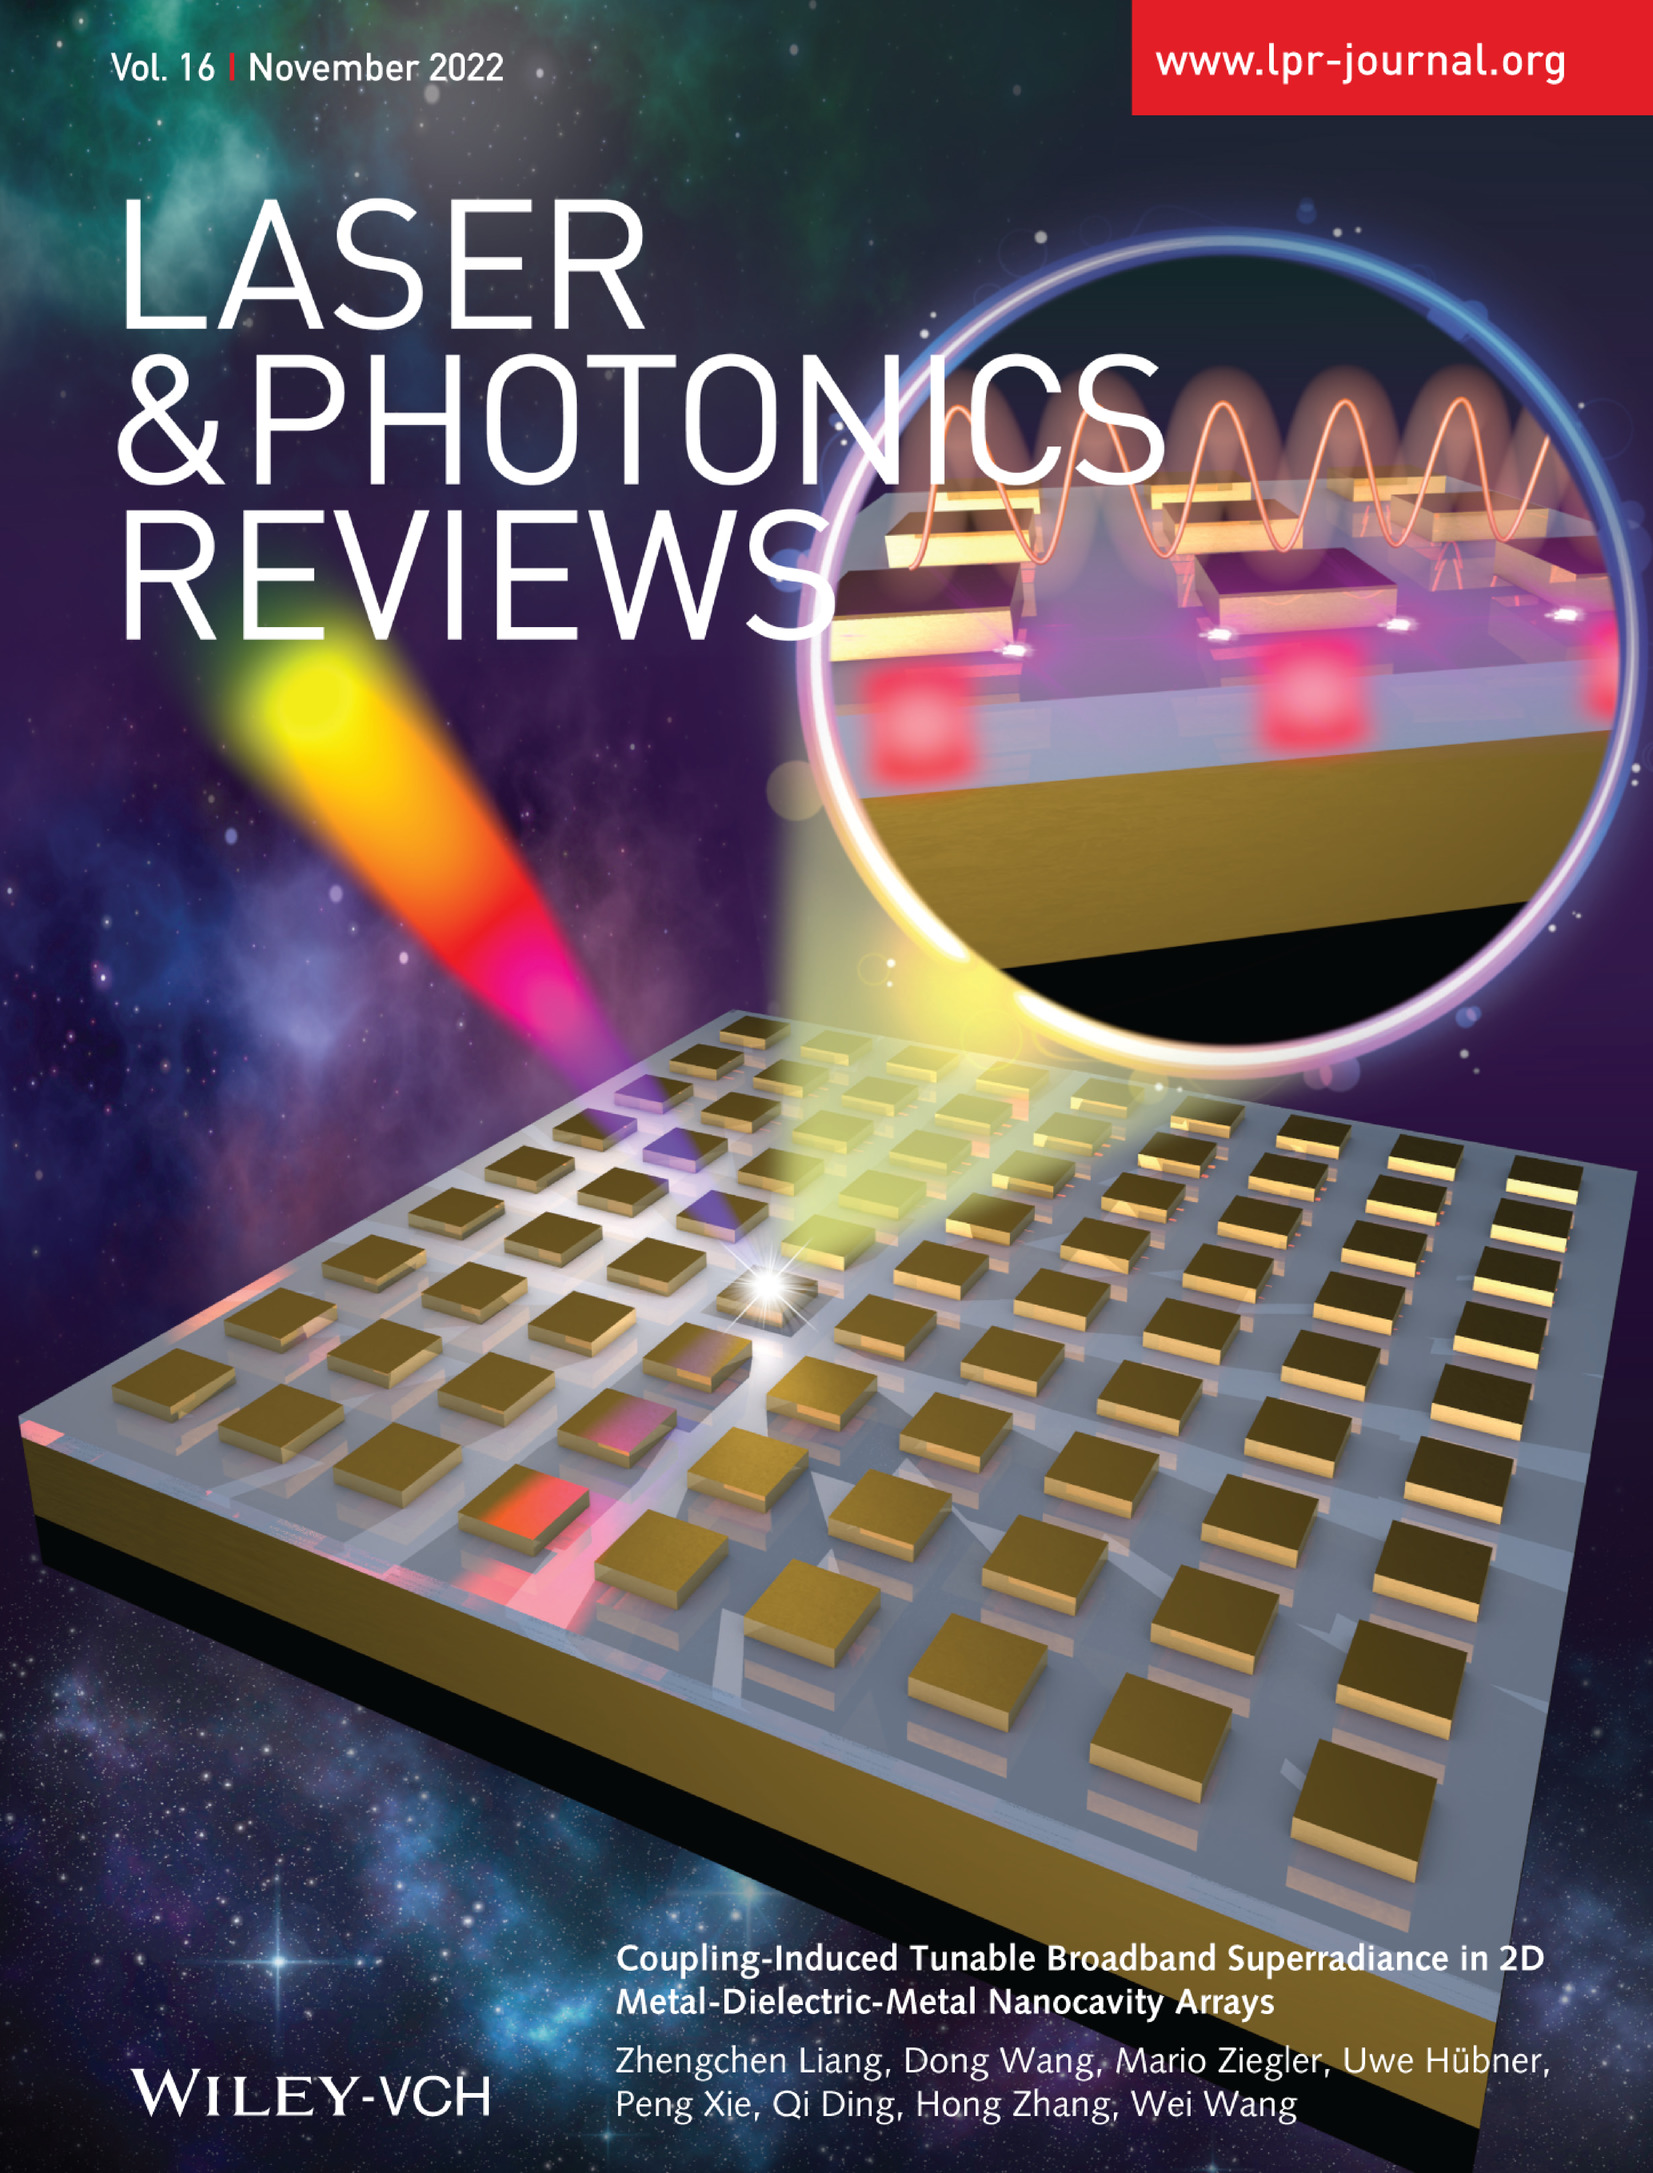 Vol. 16 | November 2022
www.lpr-journal.org
LASER
& PHOTONICS
REVIEWS
Coupling-Induced Tunable Broadband Superradiance in 2D
Metal-Dielectric-Metal Nanocavity Arrays
Zhengchen Liang, Dong Wang, Mario Ziegler, Uwe Hübner,
Peng Xie, Qi Ding, Hong Zhang, Wei Wang
WILEY-VCH